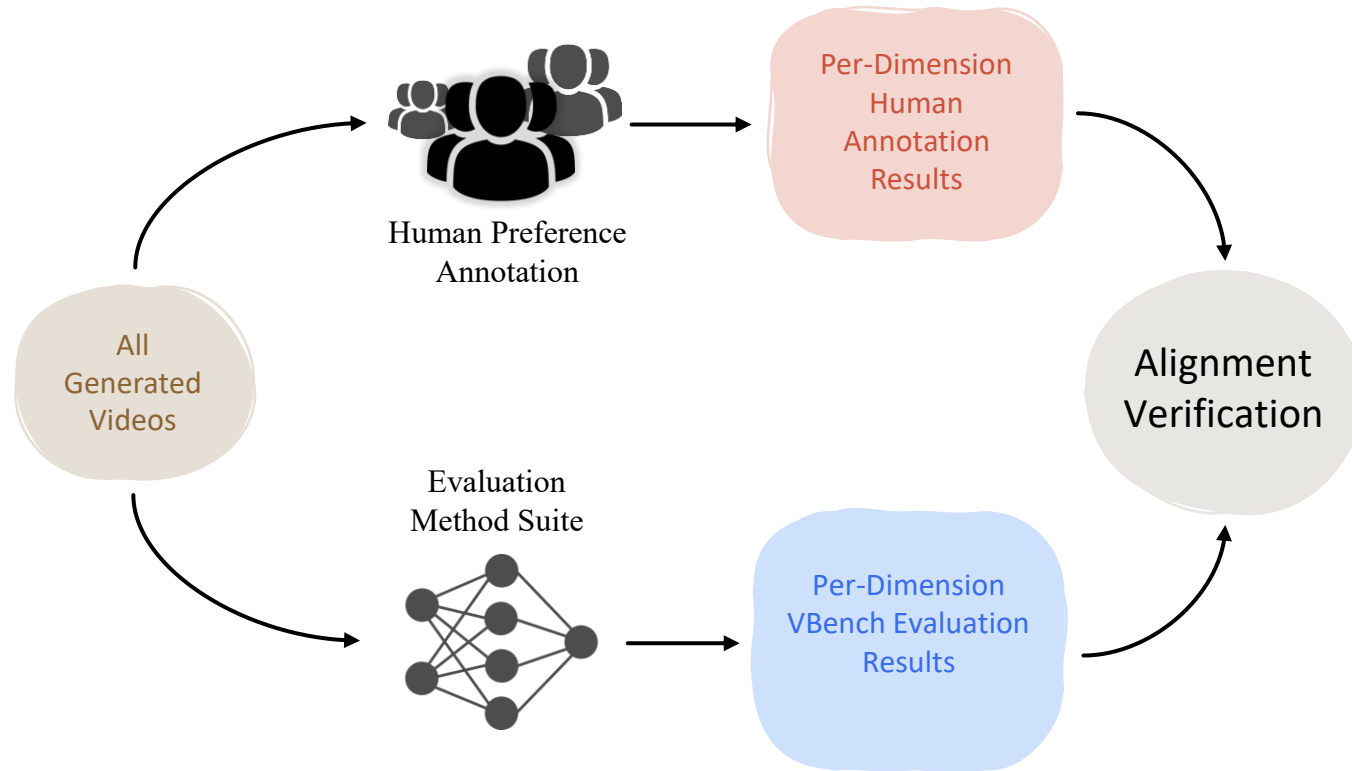 Per-Dimension
Human
Annotation
Results
Human Preference
Annotation
All
Generated
Videos
Alignment
Verification
Evaluation
Method Suite
Per-Dimension
VBench Evaluation
Results